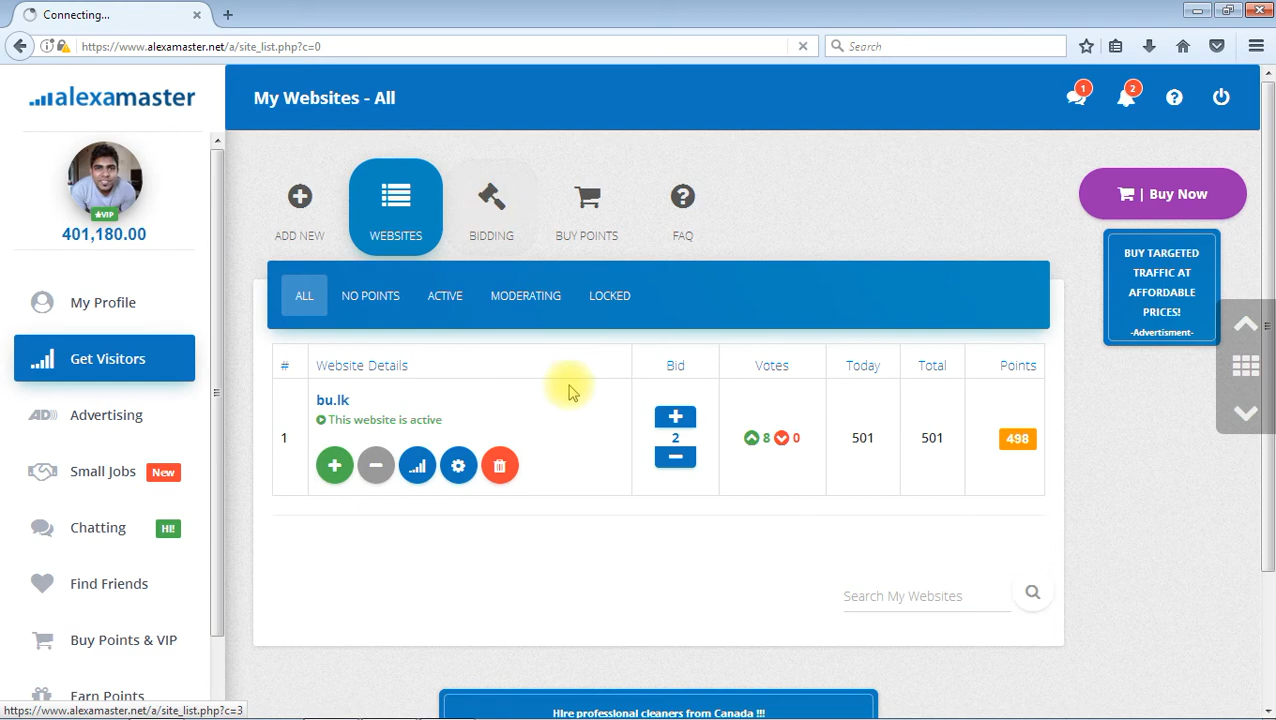 Connecting...
https://www.alexamaster.net/a/site_list.php?c=0
Search
alexamaster
My Websites - All
1
2
VIP
401,180.00
ADD NEW
WEBSITES
BIDDING
BUY POINTS
FAQ
| Buy Now
BUY TARGETED
TRAFFIC AT
AFFORDABLE
PRICES!
-Advertisment-
My Profile
Get Visitors
Advertising
Small Jobs New
Chatting HI!
Find Friends
Buy Points & VIP
Earn Points
ALL NO POINTS ACTIVE MODERATING LOCKED
# Website Details Bid Votes Today Total Points
bu.lk
This website is active
1 2 8 0 501 501 498
Search My Websites
Hire professional cleaners from Canada !!!
https://www.alexamaster.net/a/site_list.php?c=3